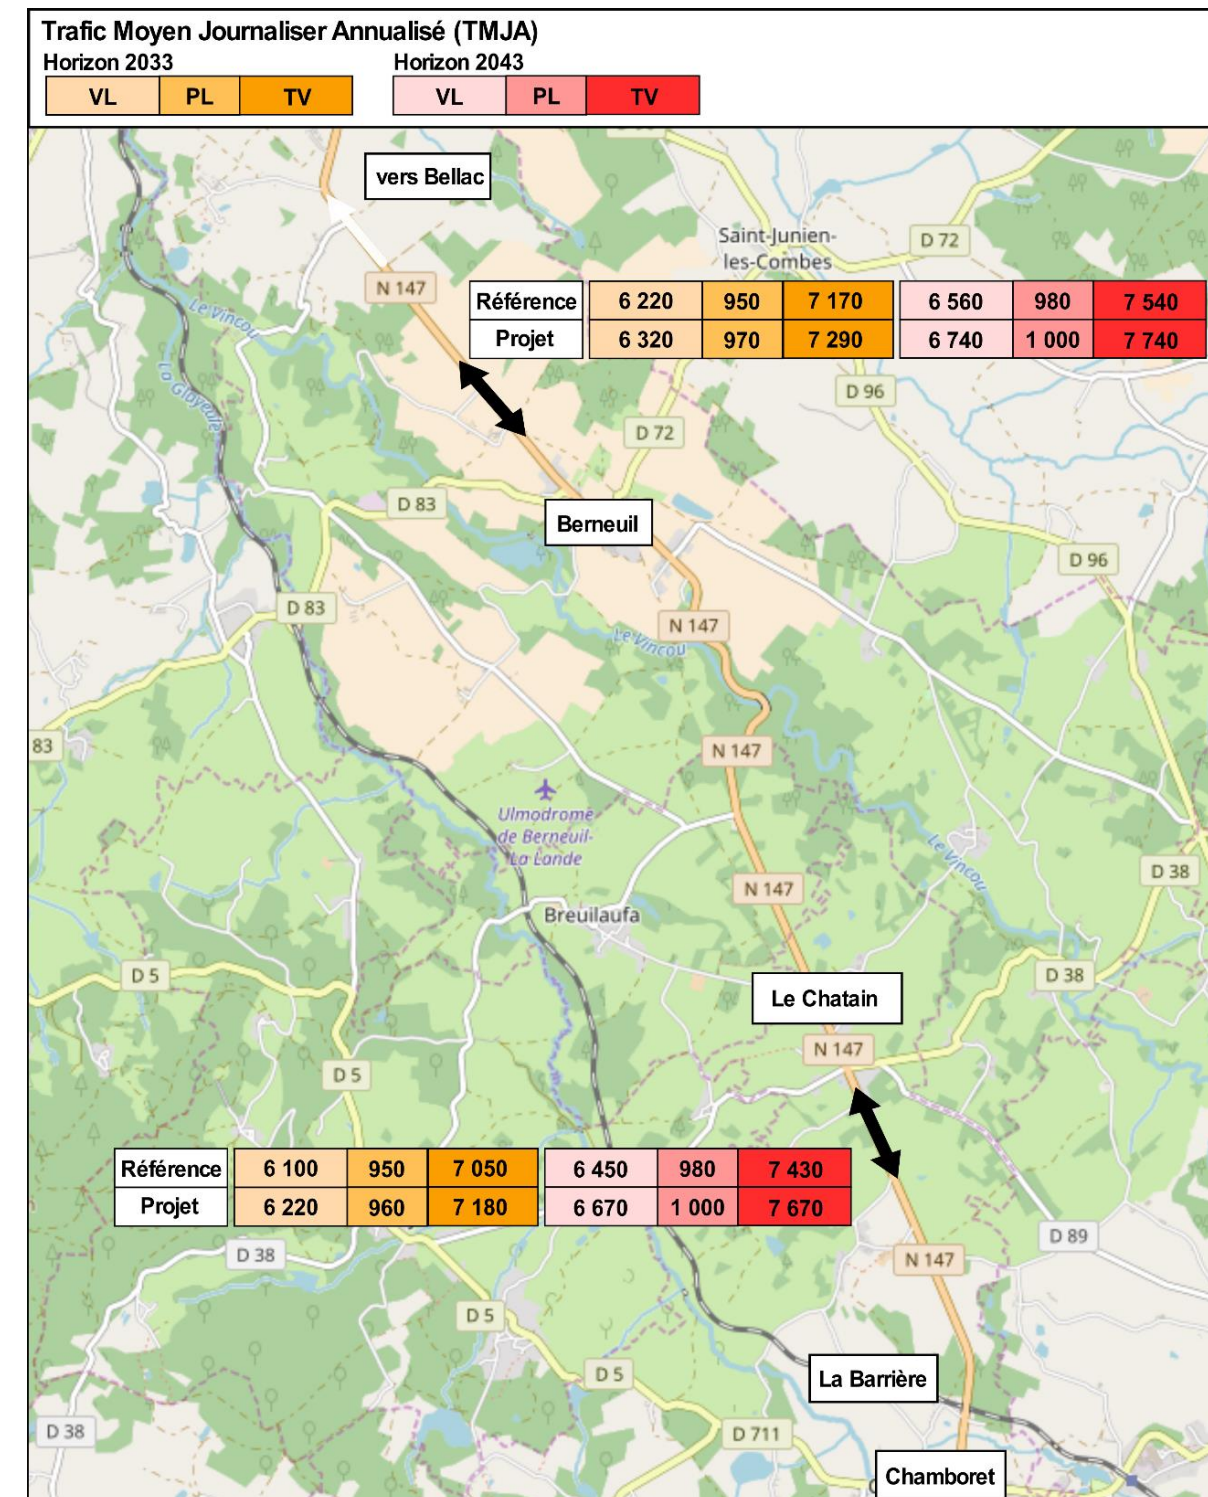 Trafic Moyen Journaliser Annualisé (TMJA)
Horizon 2033 Horizon 2043
VL PL TV VL PL TV
vers Bellac
Saint-Junien-
les-Combes
D 72
N 147
Le Vincou
La Glayeule
Référence 6 220 950 7 170 6 560 980 7 540
Projet 6 320 970 7 290 6 740 1 000 7 740
D 96
D 72
D 83
Berneuil
D 96
D 83
N 147
Le Vincou
83
N 147
Ulmodrome
de Berneuil-
La Lande
Le Vincou
D 38
N 147
Breuilaufa
D 5
D 38
Le Chatain
N 147
D 5
Référence 6 100 950 7 050 6 450 980 7 430
Projet 6 220 960 7 180 6 670 1 000 7 670
D 38
D 89
N 147
D 5
D 5
La Barrière
D 38
D 711
Chamboret